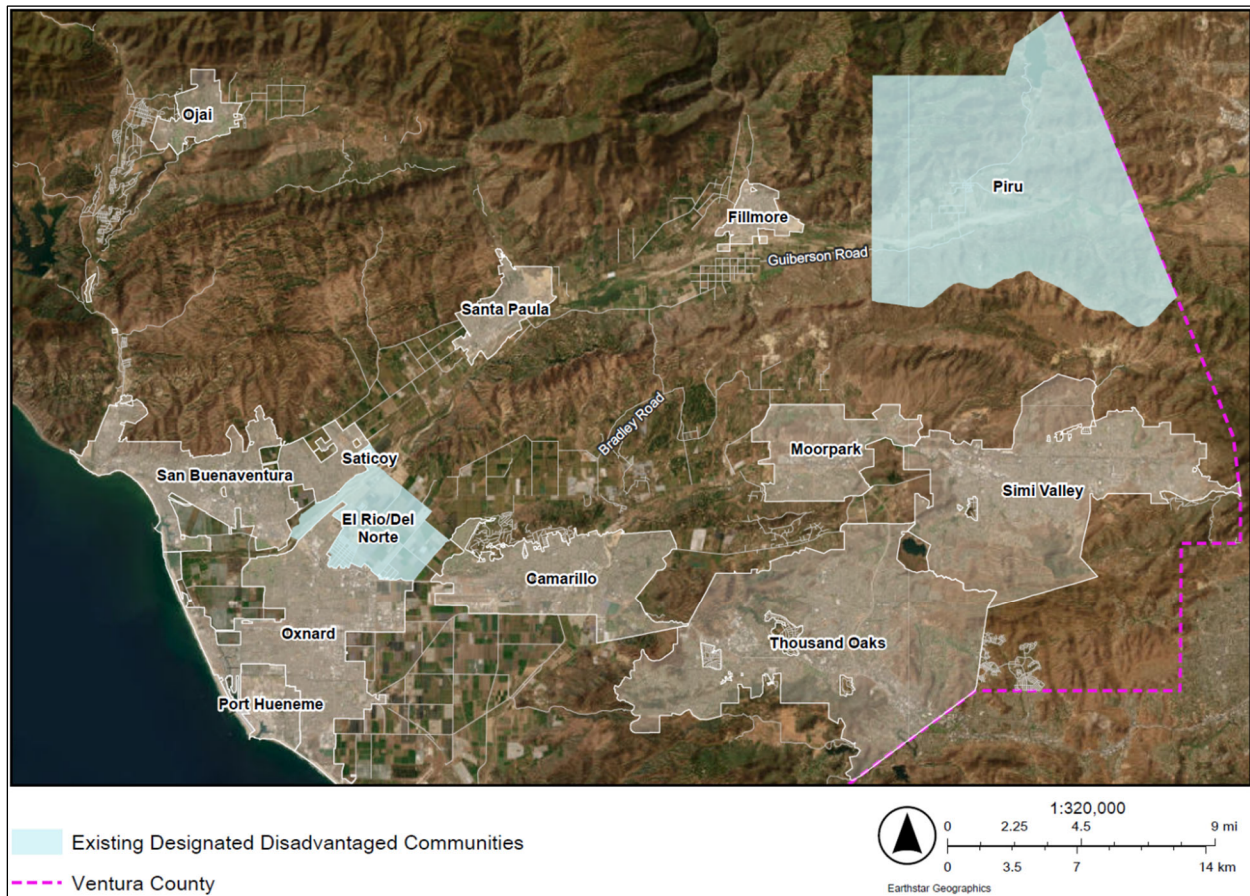 Ojai
Piru
Fillmore
Guiberson Road
Santa Paula
Bradley Road
Moorpark
Saticoy
San Buenaventura
Simi Valley
El Rio/Del
Norte
Camarillo
Oxnard
Thousand Oaks
Port Hueneme
Existing Designated Disadvantaged Communities
Ventura County
1:320,000
0 2.25 4.5 9 mi
0 3.5 7 14 km
Earthstar Geographics